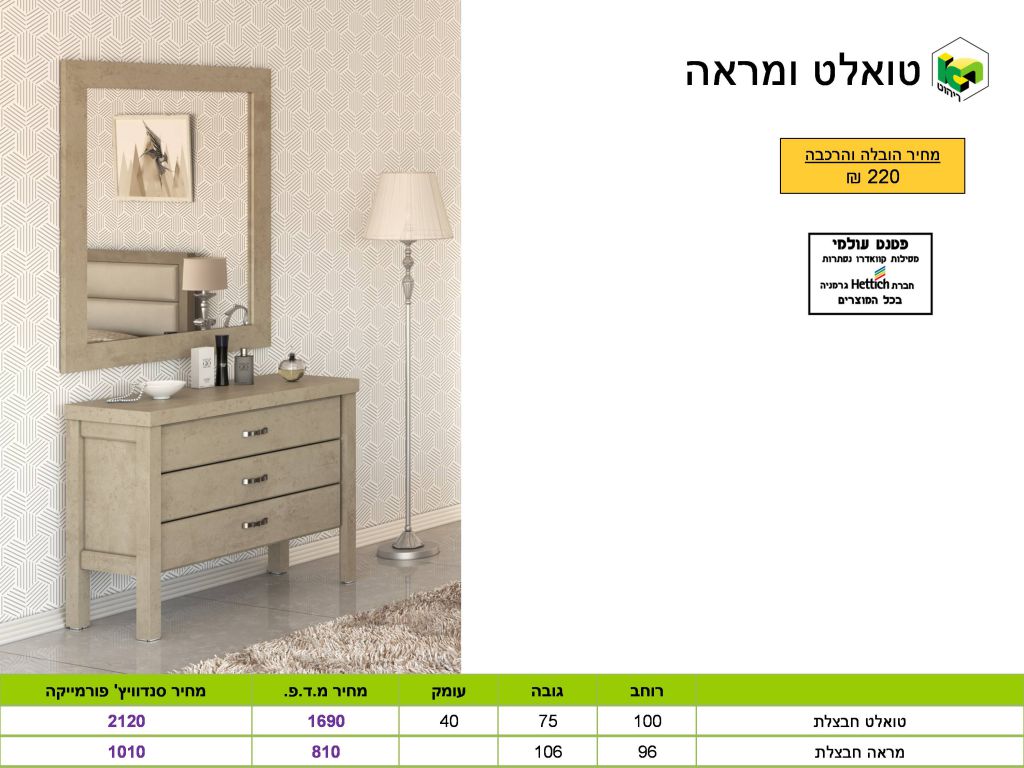 טואלט ומראה
ריהוט
מחיר הובלה והרכבה
220 ₪
פטנט עולמי
מסילות קוואדרו נסתרות
חברת Hettich גרמניה
בכל המוצרים
רוחב גובה עומק מחיר מ.ד.פ. מחיר סנדוויץ' פורמייקה
טואלט חבצלת 100 75 40 1690 2120
מראה חבצלת 96 106 810 1010